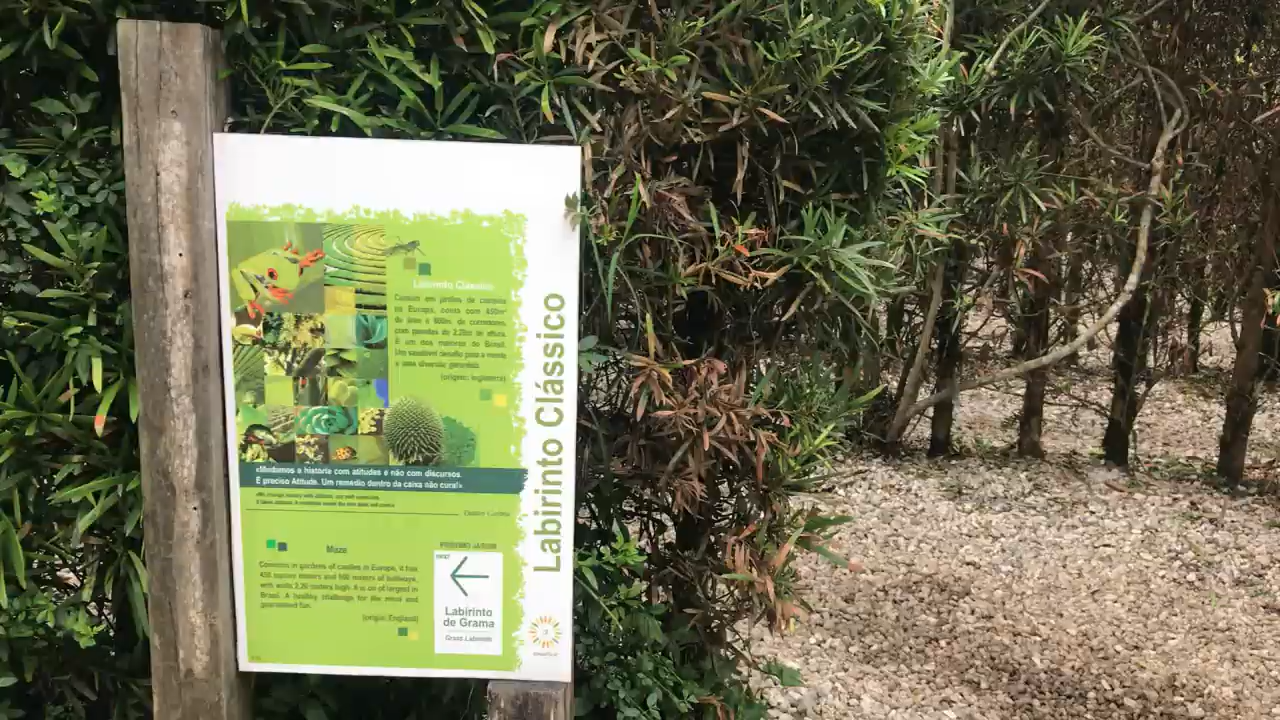 Labirinto Clássico
Comum em jardins de castelos
na Europa, conta com 450m²
de área e 600m. de corredores,
com paredes de 2,20m de altura.
É um dos maiores do Brasil.
Um saudável desafio para a mente
e uma diversão garantida.
(origem: Inglaterra)
Labirinto Clássico
«Mudamos a história com atitudes e não com discursos.
É preciso Atitude. Um remédio dentro da caixa não cura!»
Maze
Common in gardens of castles in Europe, it has
450 square meters and 600 meters of hallways,
with walls 2,20 meters high. It is on of largest in
Brasil. A healthy challenge for the mind and
guaranteed fun.
(origin: England)
PRÓXIMO JARDIM
NEXT
Labirinto
de Grama
Grass Labyrinth